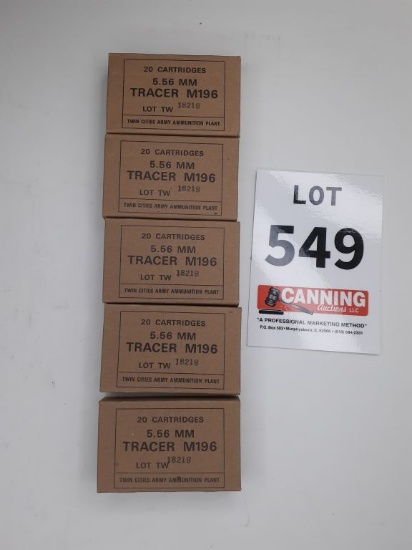 20 CARTRIDGES
5.56 MM
TRACER M196
LOT TW 18219
TWIN CITIES ARMY AMMUNITION PLANT
20 CARTRIDGES
5.56 MM
TRACER M196
LOT TW 18219
TWIN CITIES ARMY AMMUNITION PLANT
20 CARTRIDGES
5.56 MM
TRACER M196
LOT TW 18219
TWIN CITIES ARMY AMMUNITION PLANT
20 CARTRIDGES
5.56 MM
TRACER M196
LOT TW 18219
TWIN CITIES ARMY AMMUNITION PLANT
20 CARTRIDGES
5.56 MM
TRACER M196
LOT TW 18219
TWIN CITIES ARMY AMMUNITION PLANT
LOT
549
CANNING
Auctions LLC
"A PROFESSIONAL MARKETING METHOD"
P.O. Box